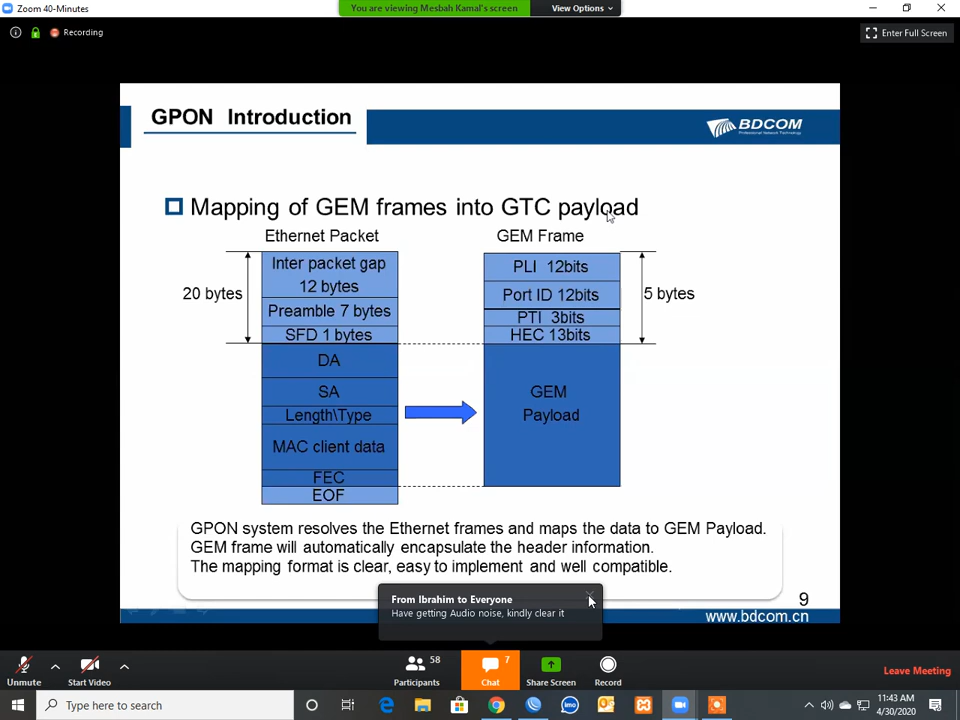 Zoom 40-Minutes
You are viewing Mesbah Kamal's screen
View Options
Recording
Enter Full Screen
GPON Introduction
BDCOM
Professional Network Technology
Mapping of GEM frames into GTC payload
Ethernet Packet
GEM Frame
20 bytes
Inter packet gap
12 bytes
Preamble 7 bytes
SFD 1 bytes
DA
SA
Length\Type
MAC client data
FEC
EOF
PLI 12bits
Port ID 12bits
PTI 3bits
HEC 13bits
5 bytes
GEM
Payload
GPON system resolves the Ethernet frames and maps the data to GEM Payload.
GEM frame will automatically encapsulate the header information.
The mapping format is clear, easy to implement and well compatible.
9
www.bdcom.cn
From Ibrahim to Everyone
Have getting Audio noise, kindly clear it
Unmute
Start Video
58
Participants
7
Chat
Share Screen
Record
Leave Meeting
Type here to search
imo
11:43 AM
4/30/2020